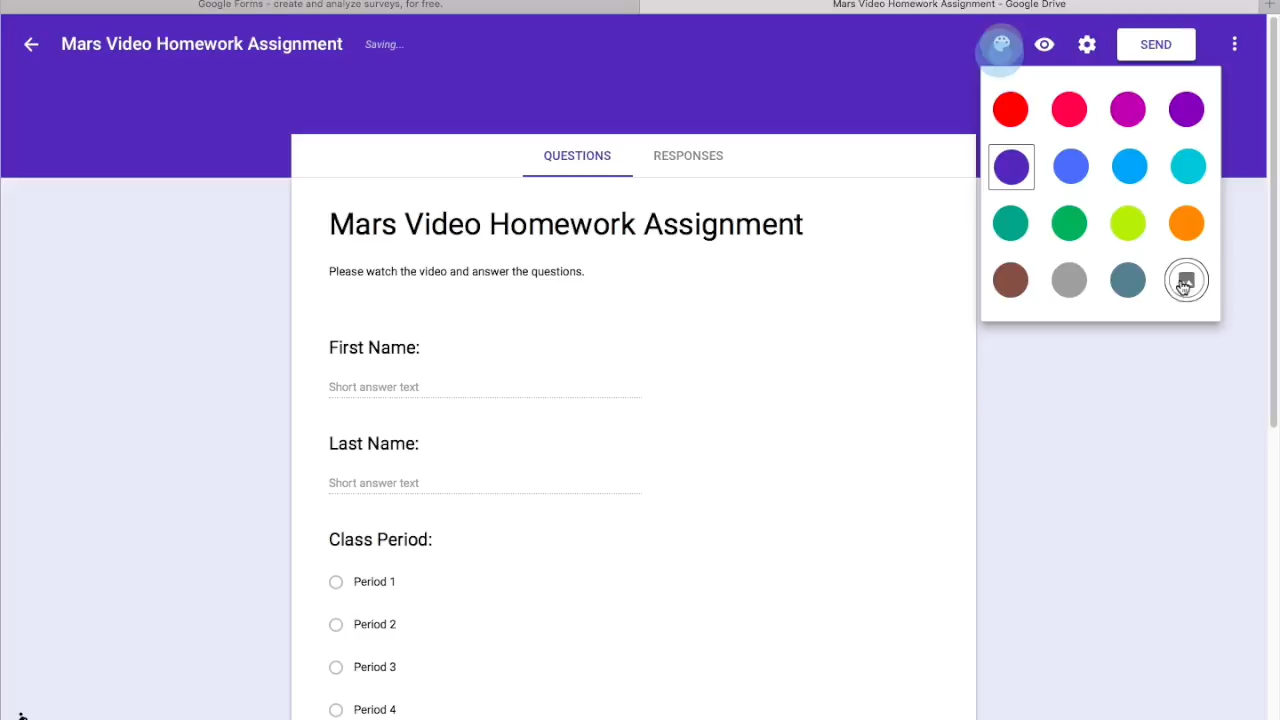 Google Forms - create and analyze surveys, for free.
Mars Video Homework Assignment - Google Drive
Mars Video Homework Assignment
Saving...
SEND
QUESTIONS
RESPONSES
Mars Video Homework Assignment
Please watch the video and answer the questions.
First Name:
Short answer text
Last Name:
Short answer text
Class Period:
Period 1
Period 2
Period 3
Period 4